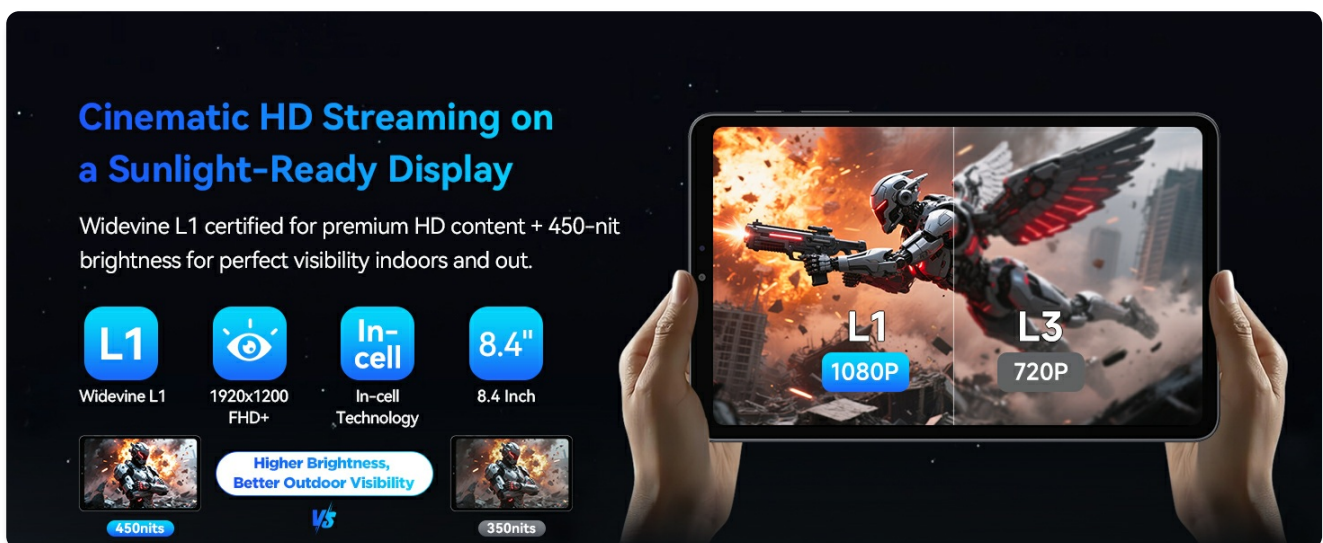 Cinematic HD Streaming on
a Sunlight-Ready Display
Widevine L1 certified for premium HD content + 450-nit
brightness for perfect visibility indoors and out.
L1
Widevine L1
1920x1200
FHD+
In-
cell
In-cell
Technology
8.4"
8.4 Inch
Higher Brightness,
Better Outdoor Visibility
VS
450nits
350nits
L1
1080P
L3
720P